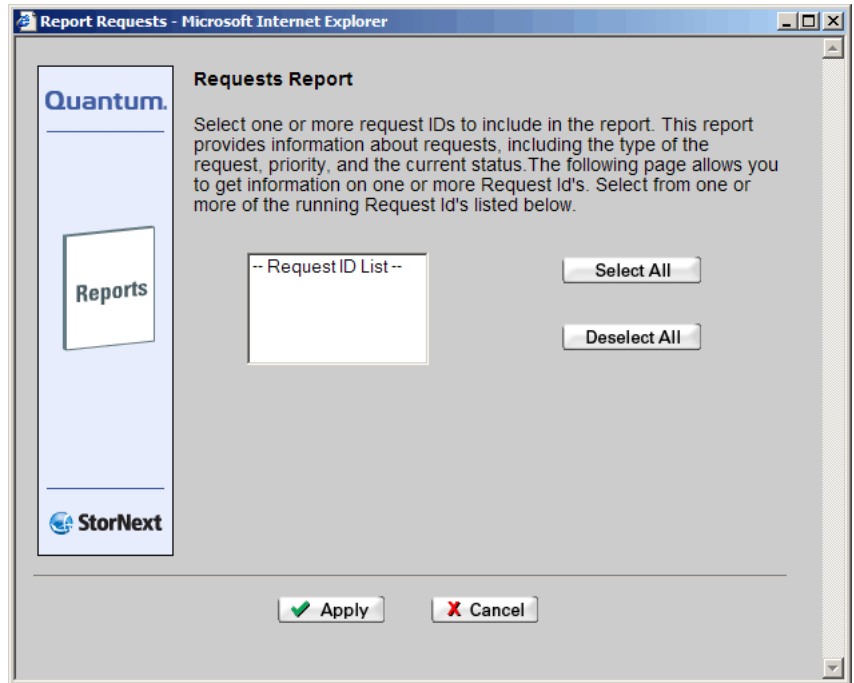 Report Requests - Microsoft Internet Explorer
Quantum.
Reports
StorNext
Requests Report
Select one or more request IDs to include in the report. This report
provides information about requests, including the type of the
request, priority, and the current status.The following page allows you
to get information on one or more Request Id's. Select from one or
more of the running Request Id's listed below.
-- Request ID List --
Select All
Deselect All
Apply
Cancel